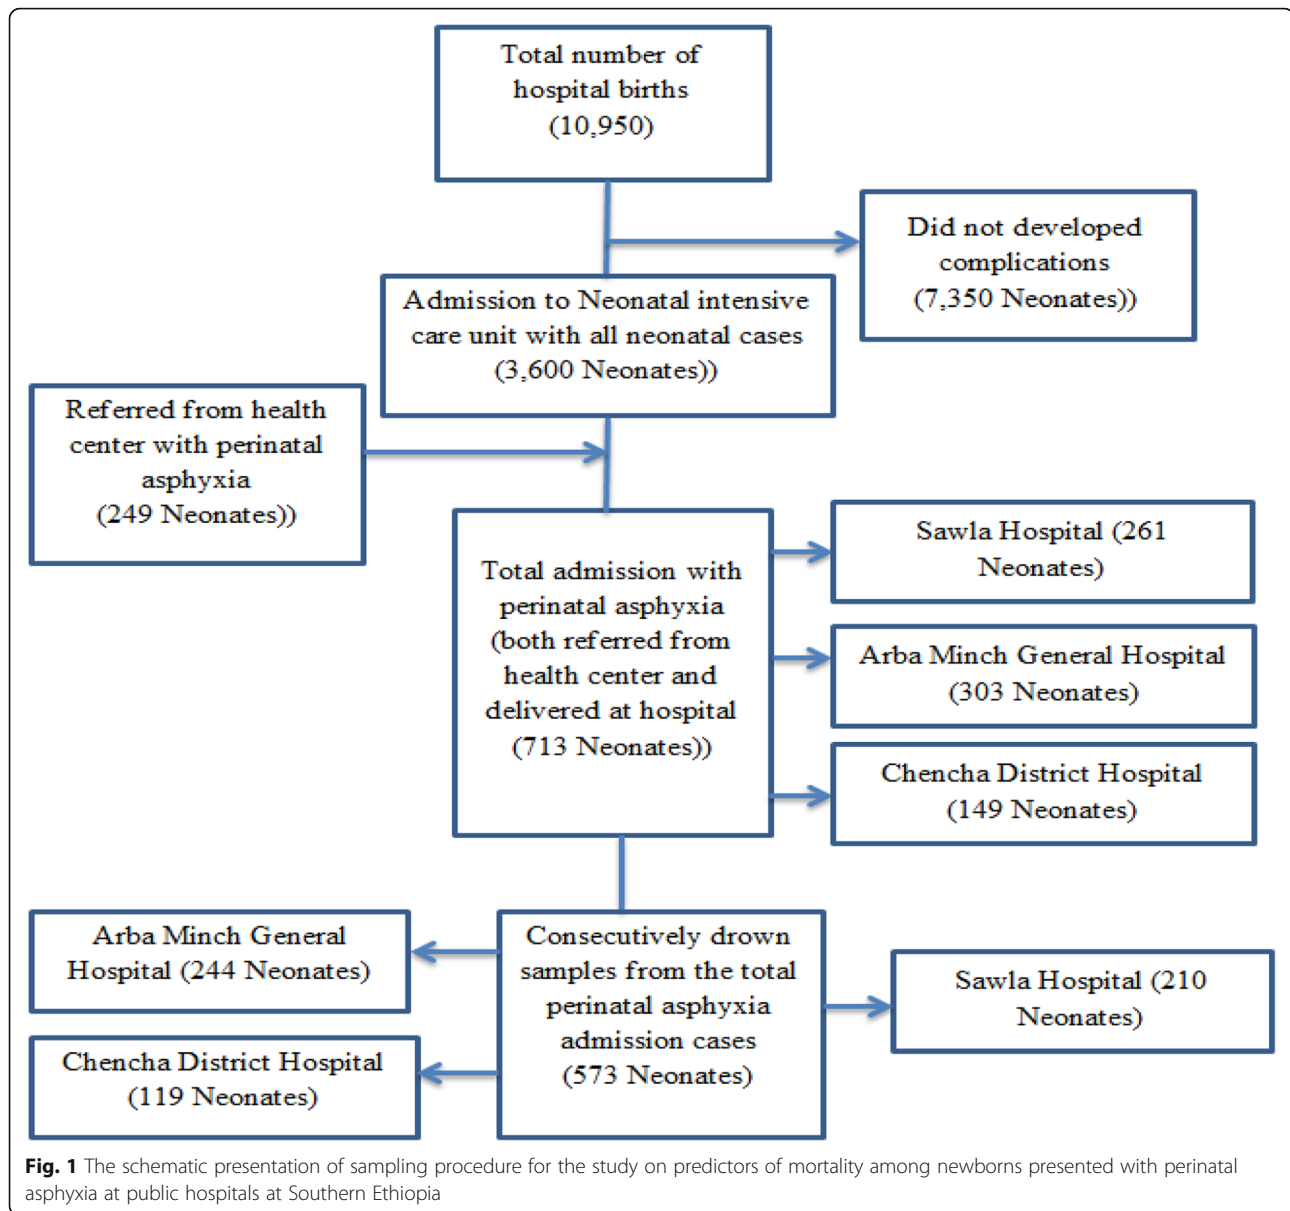 Total number of
hospital births
(10,950)
Did not developed
complications
(7,350 Neonates))
Admission to Neonatal intensive
care unit with all neonatal cases
(3,600 Neonates))
Referred from health
center with perinatal
asphyxia
(249 Neonates))
Total admission with
perinatal asphyxia
(both referred from
health center and
delivered at hospital
(713 Neonates))
Sawla Hospital (261
Neonates)
Arba Minch General Hospital
(303 Neonates)
Chencha District Hospital
(149 Neonates)
Arba Minch General
Hospital (244 Neonates)
Chencha District Hospital
(119 Neonates)
Consecutively drown
samples from the total
perinatal asphyxia
admission cases
(573 Neonates)
Sawla Hospital (210
Neonates)
Fig. 1 The schematic presentation of sampling procedure for the study on predictors of mortality among newborns presented with perinatal
asphyxia at public hospitals at Southern Ethiopia